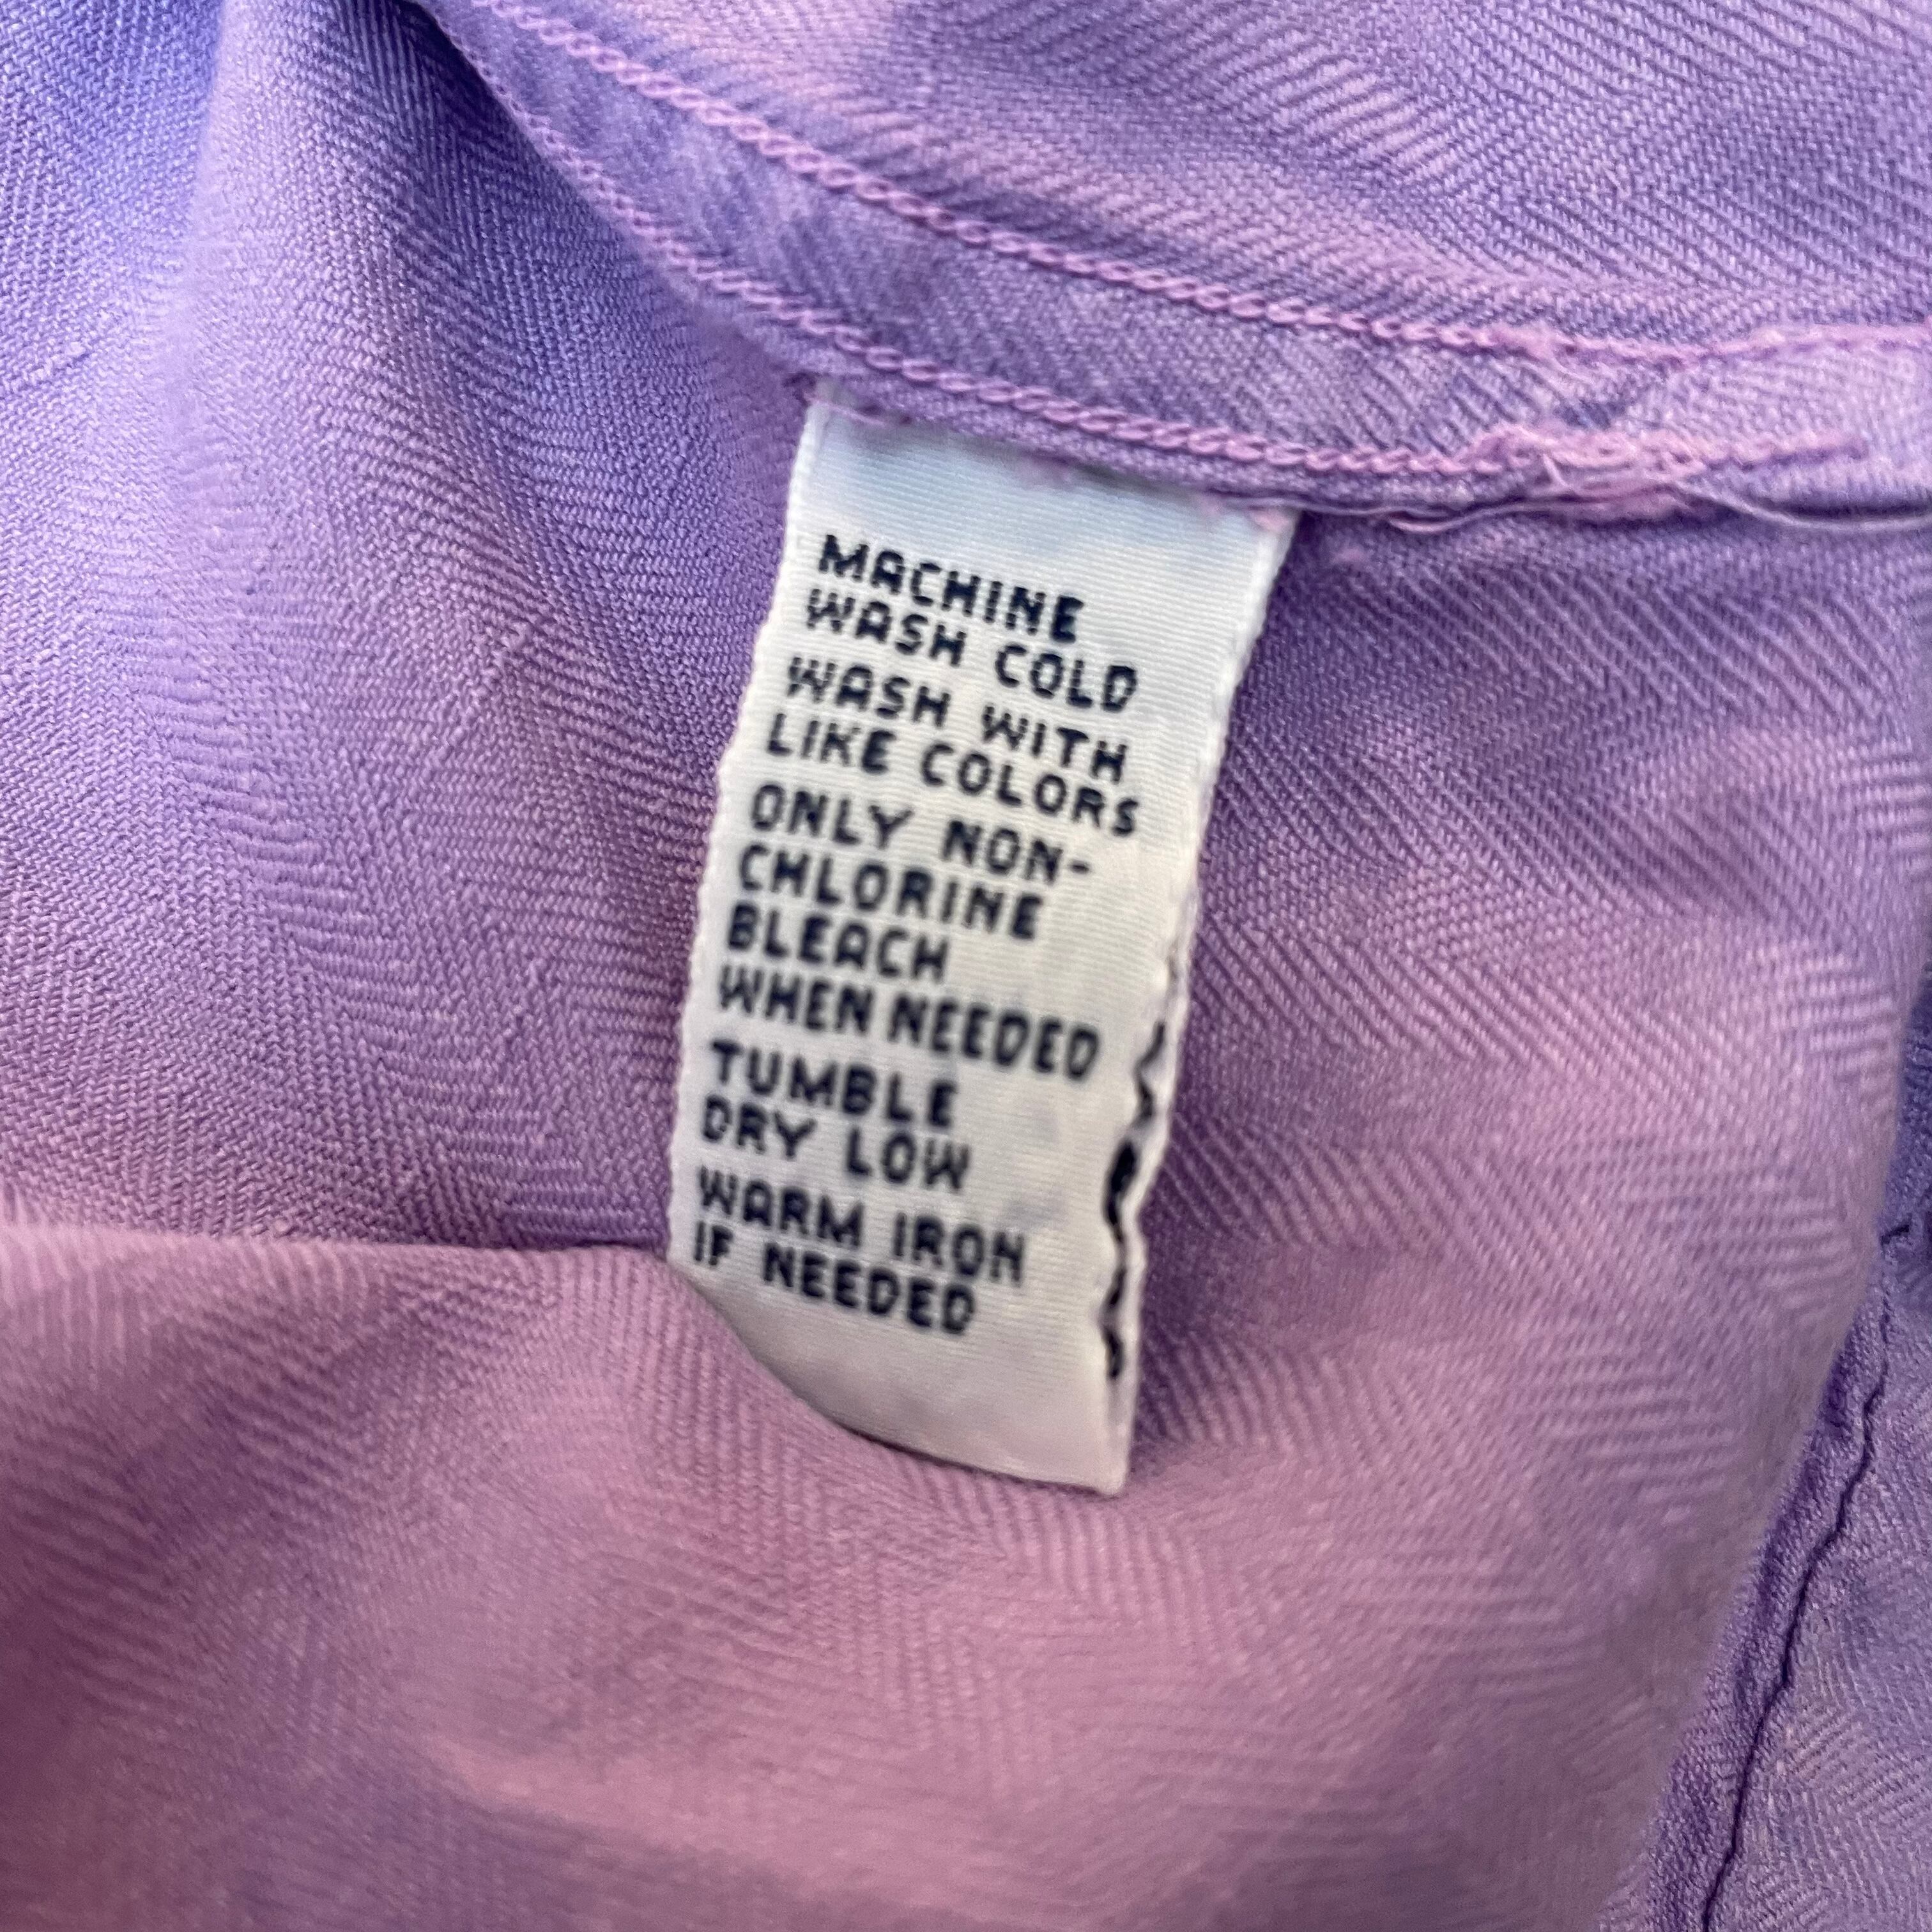 MACHINE
WASH COLD
WASH WITH
LIKE COLORS
ONLY NON-
CHLORINE
BLEACH
WHEN NEEDED
TUMBLE
DRY LOW
WARM IRON
IF NEEDED